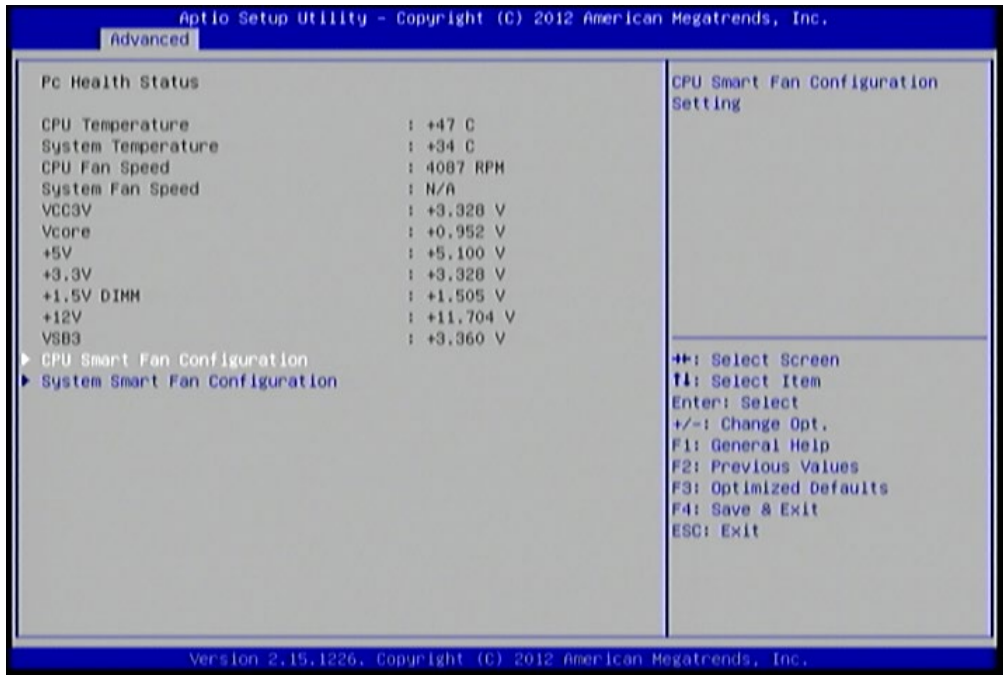 Aptio Setup Utility - Copyright (C) 2012 American Megatrends, Inc.
Advanced
Pc Health Status
CPU Temperature : +47 C
System Temperature : +34 C
CPU Fan Speed : 4087 RPM
System Fan Speed : N/A
VCC3V : +3.328 V
Vcore : +0.952 V
+5V : +5.100 V
+3.3V : +3.328 V
+1.5V DIMM : +1.505 V
+12V : +11.704 V
VSB3 : +3.360 V
CPU Smart Fan Configuration
System Smart Fan Configuration
CPU Smart Fan Configuration
Setting
→←: Select Screen
↑↓: Select Item
Enter: Select
+/-: Change Opt.
F1: General Help
F2: Previous Values
F3: Optimized Defaults
F4: Save & Exit
ESC: Exit
Version 2.15.1226. Copyright (C) 2012 American Megatrends, Inc.